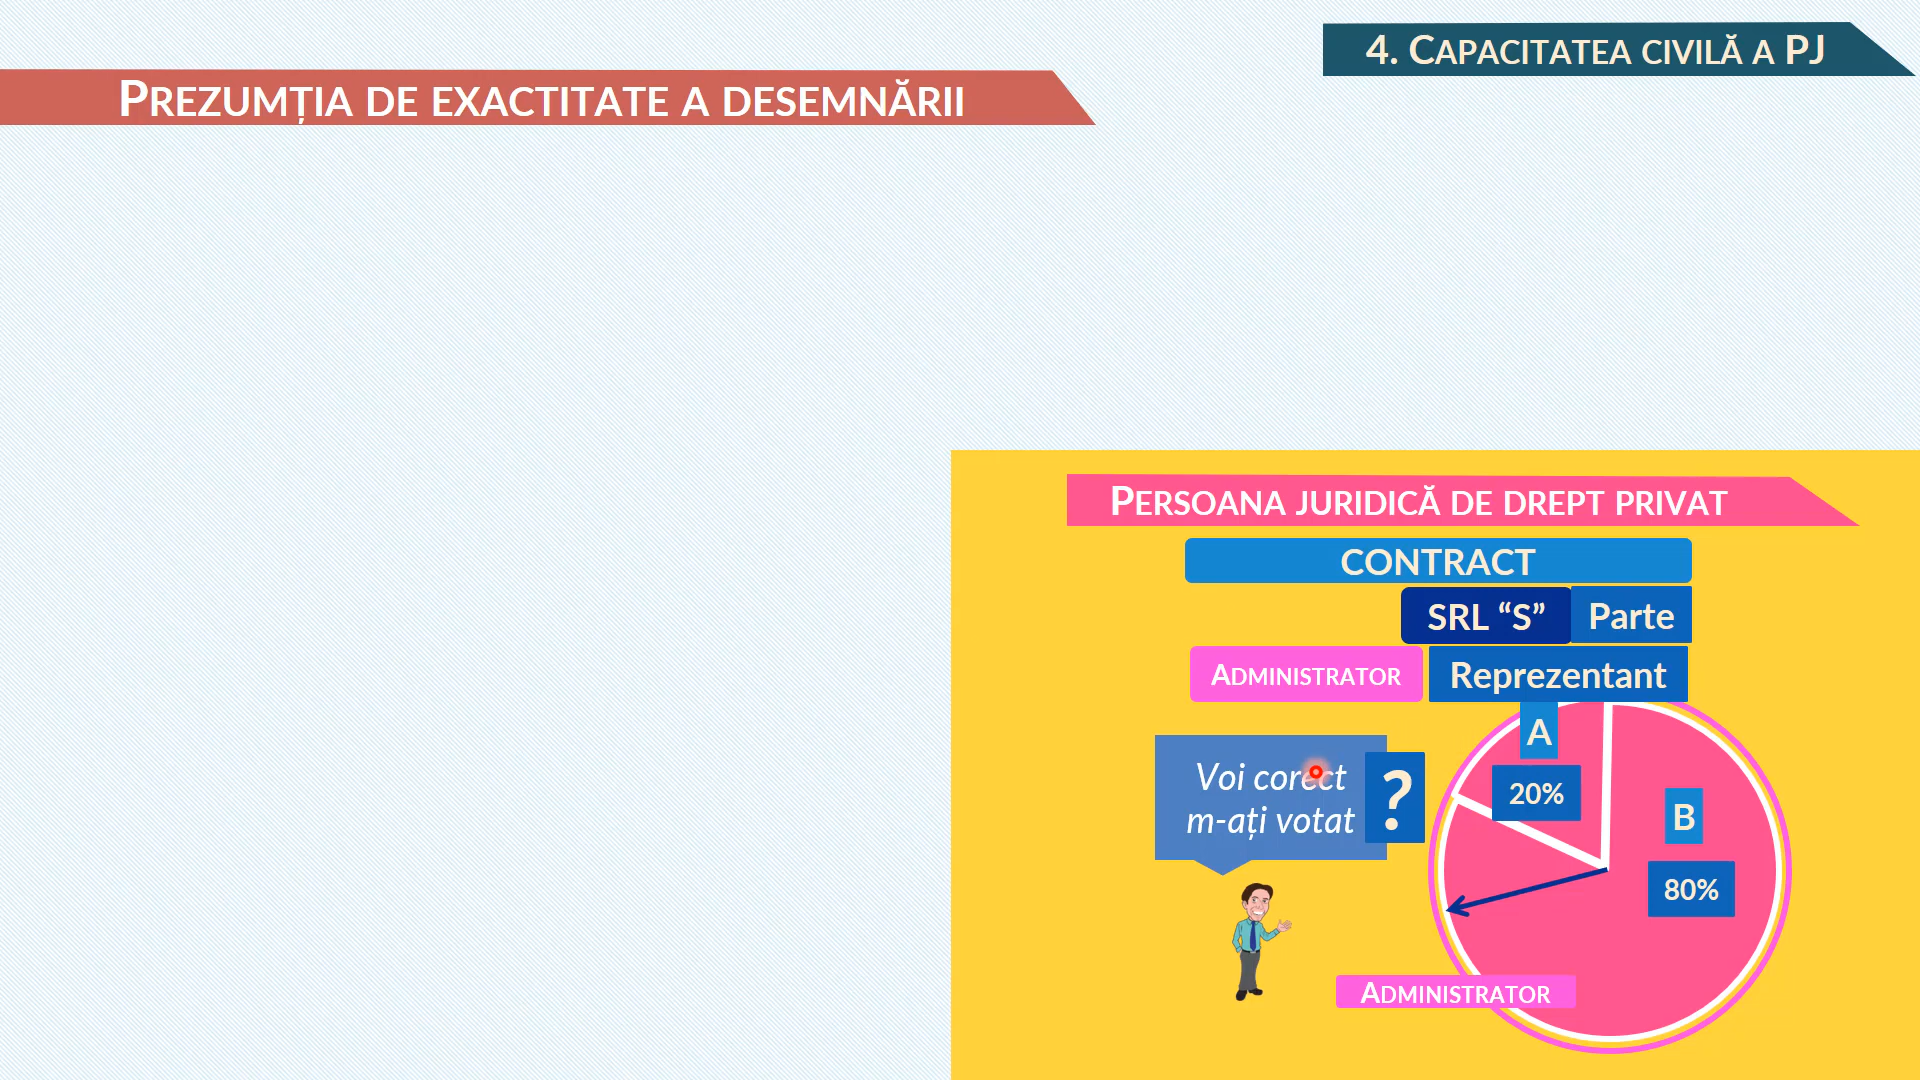 4. CAPACITATEA CIVILĂ A PJ
PREZUMȚIA DE EXACTITATE A DESEMNĂRII
PERSOANA JURIDICĂ DE DREPT PRIVAT
CONTRACT
SRL “S” Parte
ADMINISTRATOR Reprezentant
A
20%
B
80%
Voi corect
m-ați votat
?
ADMINISTRATOR